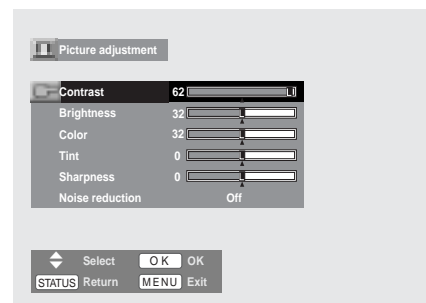 Picture adjustment
Contrast 62
Brightness 32
Color 32
Tint 0
Sharpness 0
Noise reduction Off
Select OK OK
STATUS Return MENU Exit